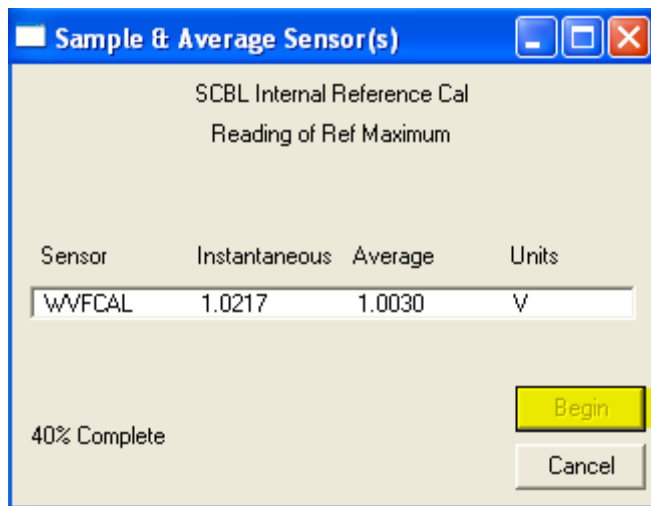 Sample & Average Sensor(s)
SCBL Internal Reference Cal
Reading of Ref Maximum
Sensor Instantaneous Average Units
WVFCAL 1.0217 1.0030 V
Begin
40% Complete
Cancel